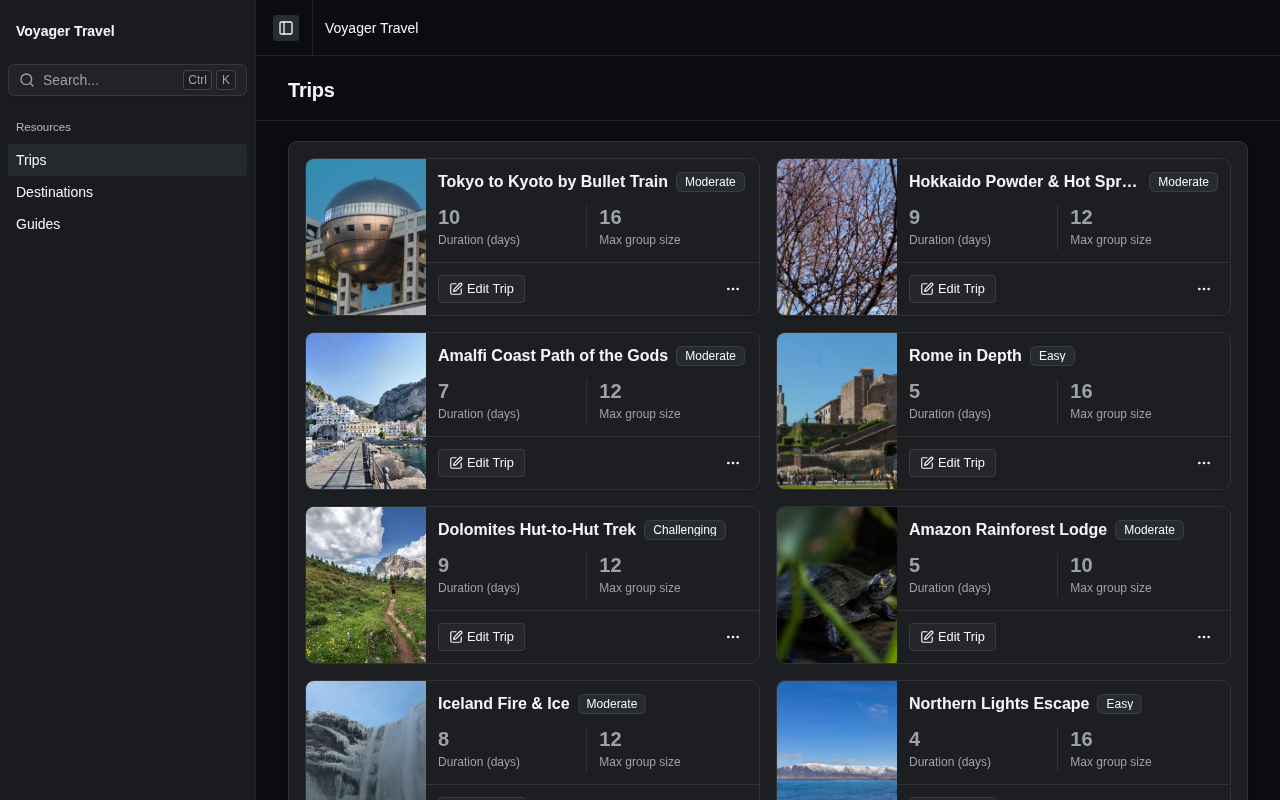 Voyager Travel
Search...
Ctrl K
Resources
Trips
Destinations
Guides
Voyager Travel
Trips
Tokyo to Kyoto by Bullet Train Moderate
10 16
Duration (days) Max group size
Edit Trip
Hokkaido Powder & Hot Spr… Moderate
9 12
Duration (days) Max group size
Edit Trip
Amalfi Coast Path of the Gods Moderate
7 12
Duration (days) Max group size
Edit Trip
Rome in Depth Easy
5 16
Duration (days) Max group size
Edit Trip
Dolomites Hut-to-Hut Trek Challenging
9 12
Duration (days) Max group size
Edit Trip
Amazon Rainforest Lodge Moderate
5 10
Duration (days) Max group size
Edit Trip
Iceland Fire & Ice Moderate
8 12
Duration (days) Max group size
Northern Lights Escape Easy
4 16
Duration (days) Max group size